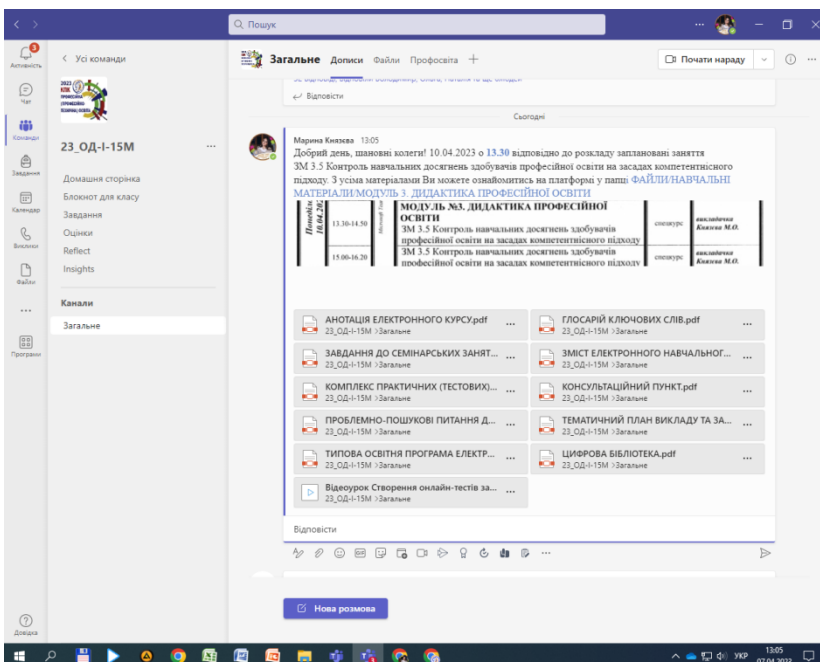 Пошук
3
Активність
Чат
Команди
Завдання
Календар
Виклики
Файли
Програми
Довідка
Усі команди
23_ОД-І-15М
Домашня сторінка
Блокнот для класу
Завдання
Оцінки
Reflect
Insights
Канали
Загальне
Загальне Дописи Файли Профосвіта
Почати нараду
Відповісти
Сьогодні
Марина Князєва 13:05
Добрий день, шановні колеги! 10.04.2023 о 13.30 відповідно до розкладу заплановані заняття
ЗМ 3.5 Контроль навчальних досягнень здобувачів професійної освіти на засадах компетентнісного
підходу. З усіма матеріалами Ви можете ознайомитись на платформі у папці ФАЙЛИ/НАВЧАЛЬНІ
МАТЕРІАЛИ/МОДУЛЬ 3. ДИДАКТИКА ПРОФЕСІЙНОЇ ОСВІТИ
10.04.20
13.30-14.50
МОДУЛЬ №3. ДИДАКТИКА ПРОФЕСІЙНОЇ
ОСВІТИ
ЗМ 3.5 Контроль навчальних досягнень здобувачів
професійної освіти на засадах компетентнісного підходу
спецкурс
викладачка
Князєва М.О.
15.00-16.20
ЗМ 3.5 Контроль навчальних досягнень здобувачів
професійної освіти на засадах компетентнісного підходу
спецкурс
викладачка
Князєва М.О.
АНОТАЦІЯ ЕЛЕКТРОННОГО КУРСУ.pdf
23_ОД-І-15М >Загальне
ГЛОСАРІЙ КЛЮЧОВИХ СЛІВ.pdf
23_ОД-І-15М >Загальне
ЗАВДАННЯ ДО СЕМІНАРСЬКИХ ЗАНЯТ...
23_ОД-І-15М >Загальне
ЗМІСТ ЕЛЕКТРОННОГО НАВЧАЛЬНОГ...
23_ОД-І-15М >Загальне
КОМПЛЕКС ПРАКТИЧНИХ (ТЕСТОВИХ)...
23_ОД-І-15М >Загальне
КОНСУЛЬТАЦІЙНИЙ ПУНКТ.pdf
23_ОД-І-15М >Загальне
ПРОБЛЕМНО-ПОШУКОВІ ПИТАННЯ Д...
23_ОД-І-15М >Загальне
ТЕМАТИЧНИЙ ПЛАН ВИКЛАДУ ТА ЗА...
23_ОД-І-15М >Загальне
ТИПОВА ОСВІТНЯ ПРОГРАМА ЕЛЕКТР...
23_ОД-І-15М >Загальне
ЦИФРОВА БІБЛІОТЕКА.pdf
23_ОД-І-15М >Загальне
Відеоурок Створення онлайн-тестів за...
23_ОД-І-15М >Загальне
Відповісти
Нова розмова
УКР
13:05
07.04.2023